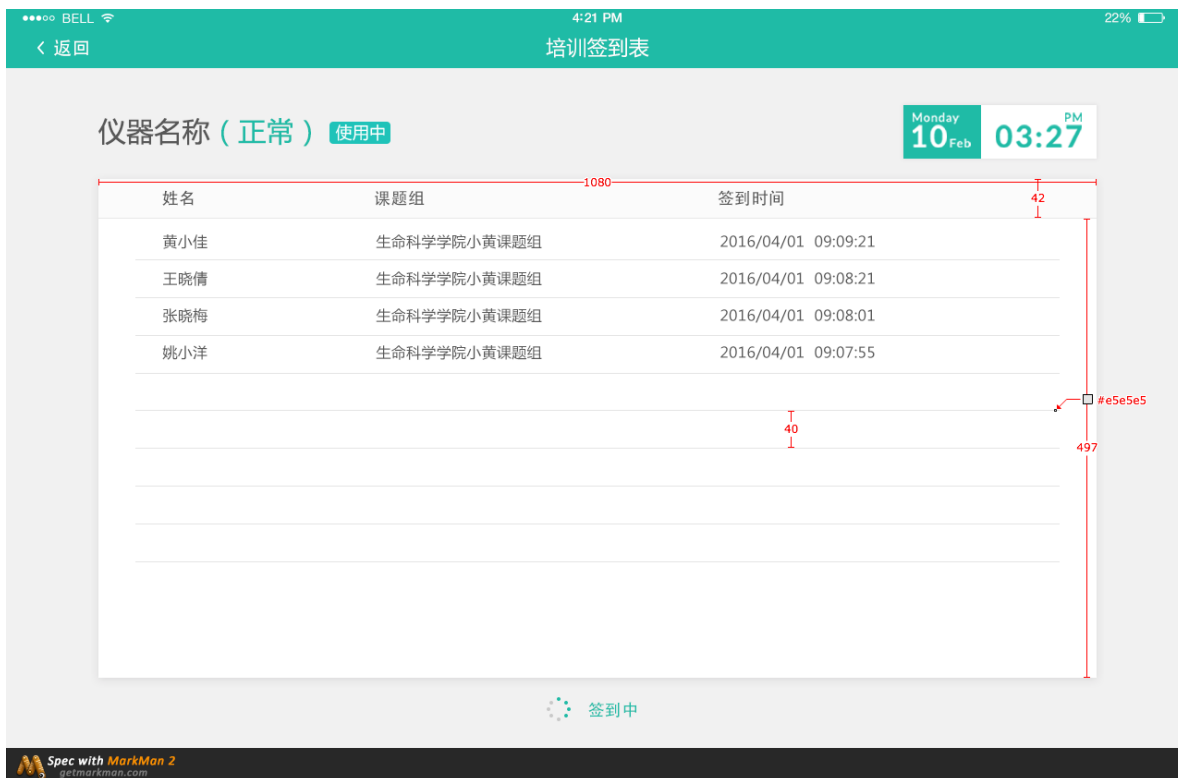 BELL 4:21 PM 22%
返回 培训签到表
仪器名称（正常） 使用中
Monday
10 Feb
PM
03:27
1080
姓名 课题组 签到时间 42
黄小佳 生命科学学院小黄课题组 2016/04/01 09:09:21
王晓倩 生命科学学院小黄课题组 2016/04/01 09:08:21
张晓梅 生命科学学院小黄课题组 2016/04/01 09:08:01
姚小洋 生命科学学院小黄课题组 2016/04/01 09:07:55
#e5e5e5
40
497
签到中
Spec with MarkMan 2
getmarkman.com